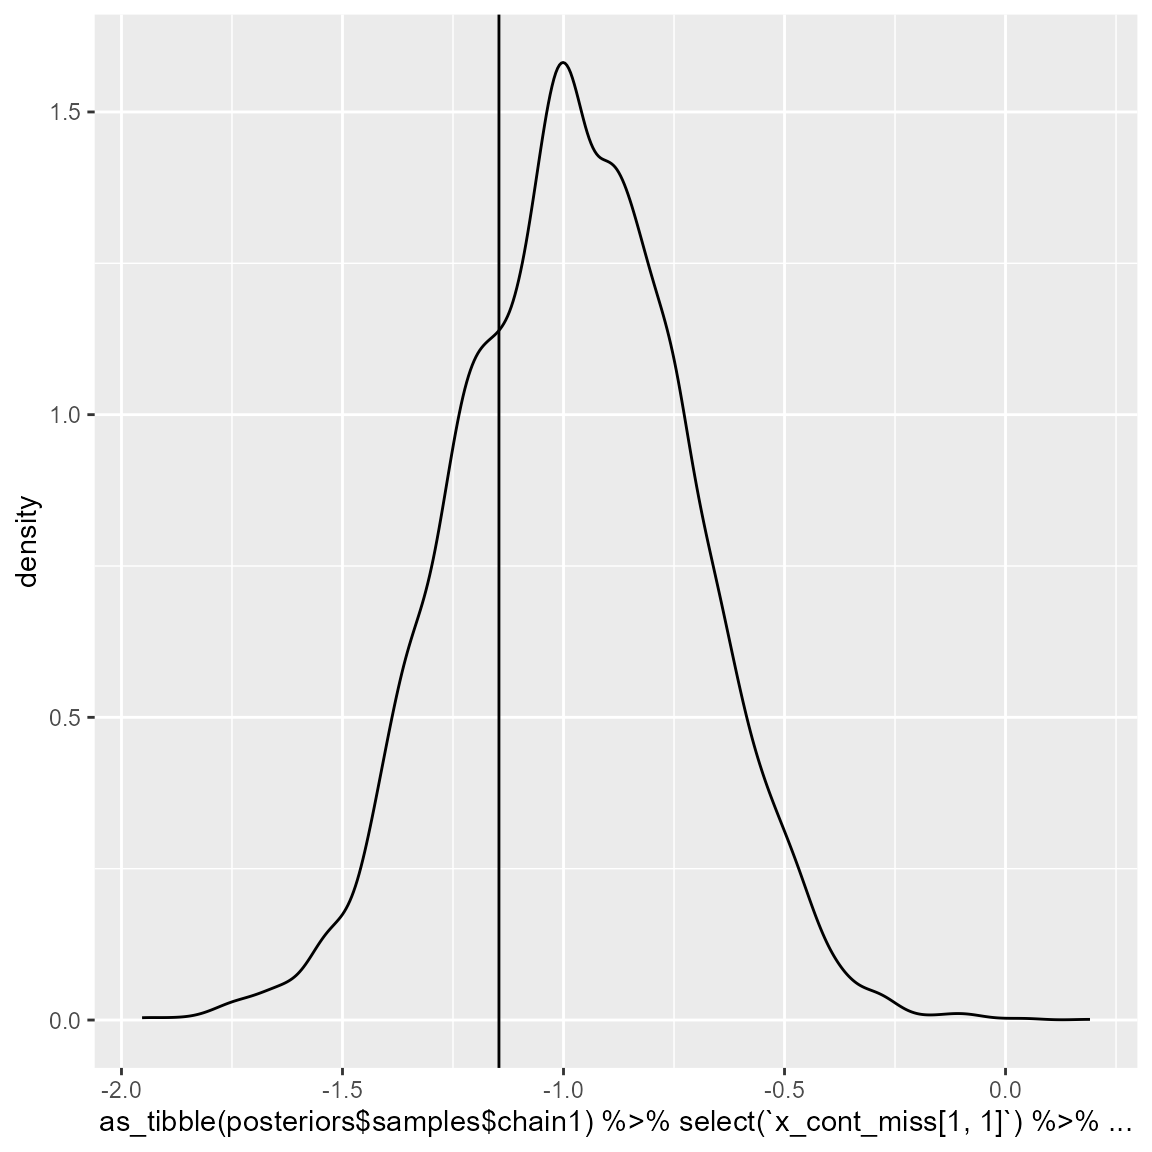 1.5
1.0
0.5
0.0
density
-2.0 -1.5 -1.0 -0.5 0.0
as_tibble(posteriors$samples$chain1) %>% select(`x_cont_miss[1, 1]`) %>% ...